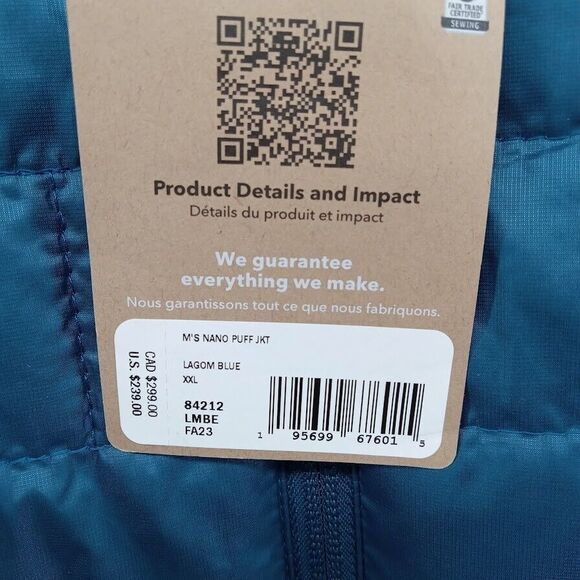 FAIR TRADE
CERTIFIED
SEWING
Product Details and Impact
Détails du produit et impact
We guarantee
everything we make.
Nous garantissons tout ce que nous fabriquons.
CAD $299.00
U.S. $239.00
M'S NANO PUFF JKT
LAGOM BLUE
XXL
84212
LMBE
FA23
1 95699 67601 5